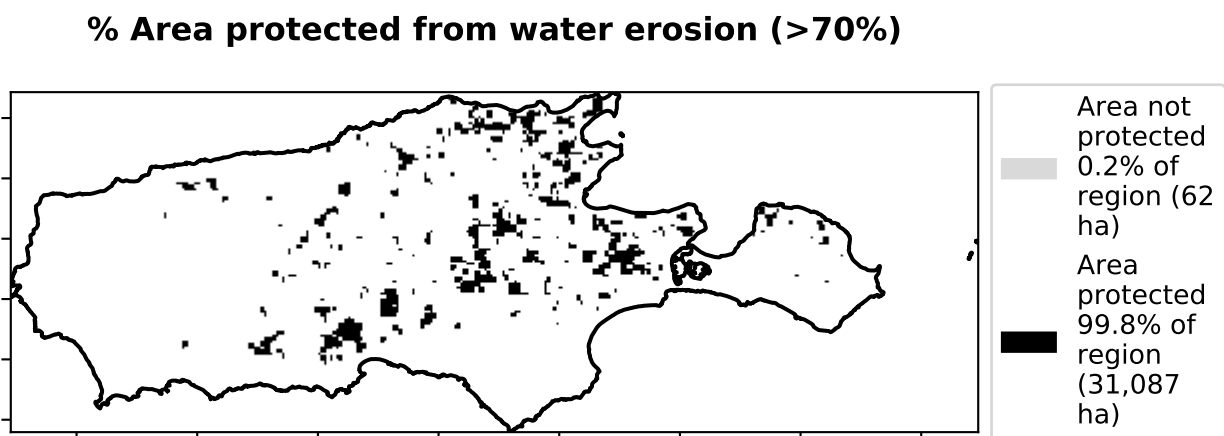 % Area protected from water erosion (>70%)
Area not
protected
0.2% of
region (62
ha)
Area
protected
99.8% of
region
(31,087
ha)